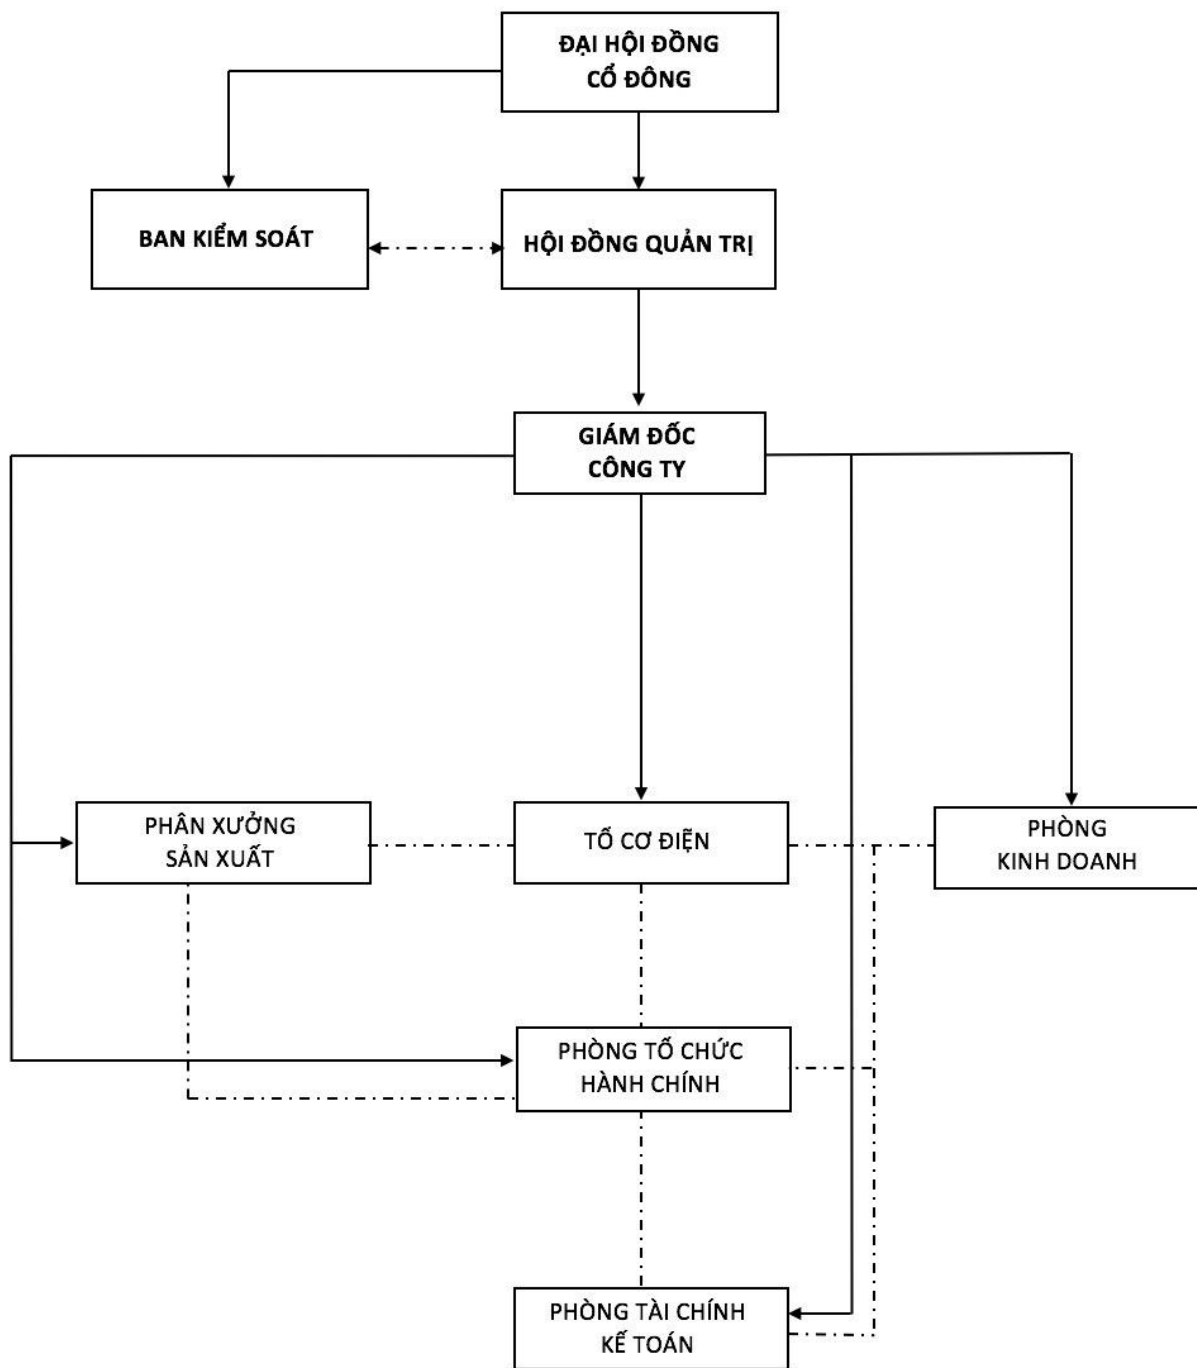 ĐẠI HỘI ĐỒNG
CỔ ĐÔNG
BAN KIỂM SOÁT
HỘI ĐỒNG QUẢN TRỊ
GIÁM ĐỐC
CÔNG TY
PHÂN XƯỞNG
SẢN XUẤT
TỔ CƠ ĐIỆN
PHÒNG
KINH DOANH
PHÒNG TỔ CHỨC
HÀNH CHÍNH
PHÒNG TÀI CHÍNH
KẾ TOÁN